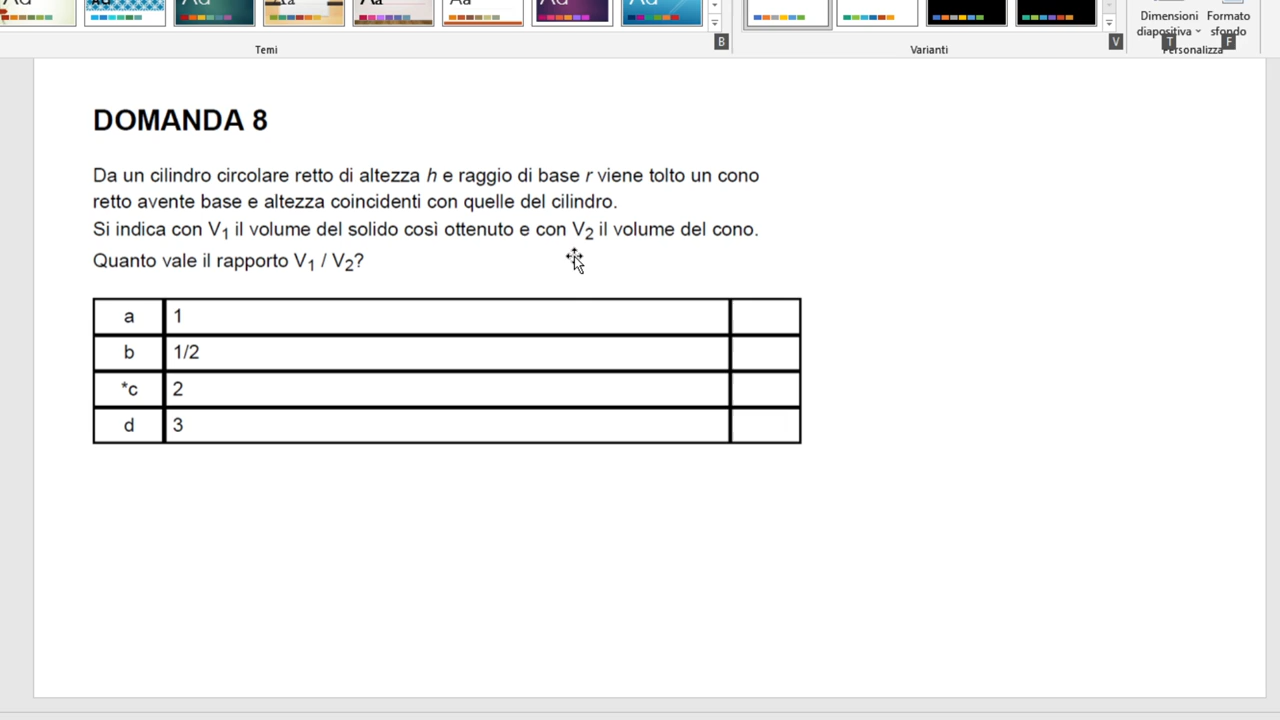 Aa
Temi
B
Varianti
V
Dimensioni
diapositiva
T
Formato
sfondo
F
Personalizza
DOMANDA 8
Da un cilindro circolare retto di altezza h e raggio di base r viene tolto un cono
retto avente base e altezza coincidenti con quelle del cilindro.
Si indica con V1 il volume del solido così ottenuto e con V2 il volume del cono.
Quanto vale il rapporto V1 / V2?
a 1
b 1/2
*c 2
d 3